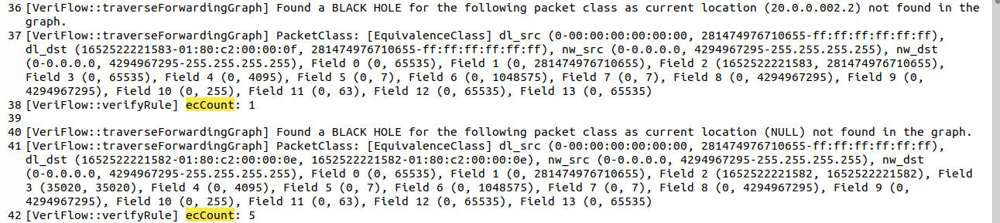 36 [VeriFlow::traverseForwardingGraph] Found a BLACK HOLE for the following packet class as current location (20.0.0.002.2) not found in the
graph.
37 [VeriFlow::traverseForwardingGraph] PacketClass: [EquivalenceClass] dl_src (0-00:00:00:00:00:00, 281474976710655-ff:ff:ff:ff:ff:ff),
dl_dst (1652522221583-01:80:c2:00:00:0f, 281474976710655-ff:ff:ff:ff:ff:ff), nw_src (0-0.0.0.0, 4294967295-255.255.255.255), nw_dst
(0-0.0.0.0, 4294967295-255.255.255.255), Field 0 (0, 65535), Field 1 (0, 281474976710655), Field 2 (1652522221583, 281474976710655),
Field 3 (0, 65535), Field 4 (0, 4095), Field 5 (0, 7), Field 6 (0, 1048575), Field 7 (0, 7), Field 8 (0, 4294967295), Field 9 (0,
4294967295), Field 10 (0, 255), Field 11 (0, 63), Field 12 (0, 65535), Field 13 (0, 65535)
38 [VeriFlow::verifyRule] ecCount: 1
39
40 [VeriFlow::traverseForwardingGraph] Found a BLACK HOLE for the following packet class as current location (NULL) not found in the graph.
41 [VeriFlow::traverseForwardingGraph] PacketClass: [EquivalenceClass] dl_src (0-00:00:00:00:00:00, 281474976710655-ff:ff:ff:ff:ff:ff),
dl_dst (1652522221582-01:80:c2:00:00:0e, 1652522221582-01:80:c2:00:00:0e), nw_src (0-0.0.0.0, 4294967295-255.255.255.255), nw_dst
(0-0.0.0.0, 4294967295-255.255.255.255), Field 0 (0, 65535), Field 1 (0, 281474976710655), Field 2 (1652522221582, 1652522221582), Field
3 (35020, 35020), Field 4 (0, 4095), Field 5 (0, 7), Field 6 (0, 1048575), Field 7 (0, 7), Field 8 (0, 4294967295), Field 9 (0,
4294967295), Field 10 (0, 255), Field 11 (0, 63), Field 12 (0, 65535), Field 13 (0, 65535)
42 [VeriFlow::verifyRule] ecCount: 5